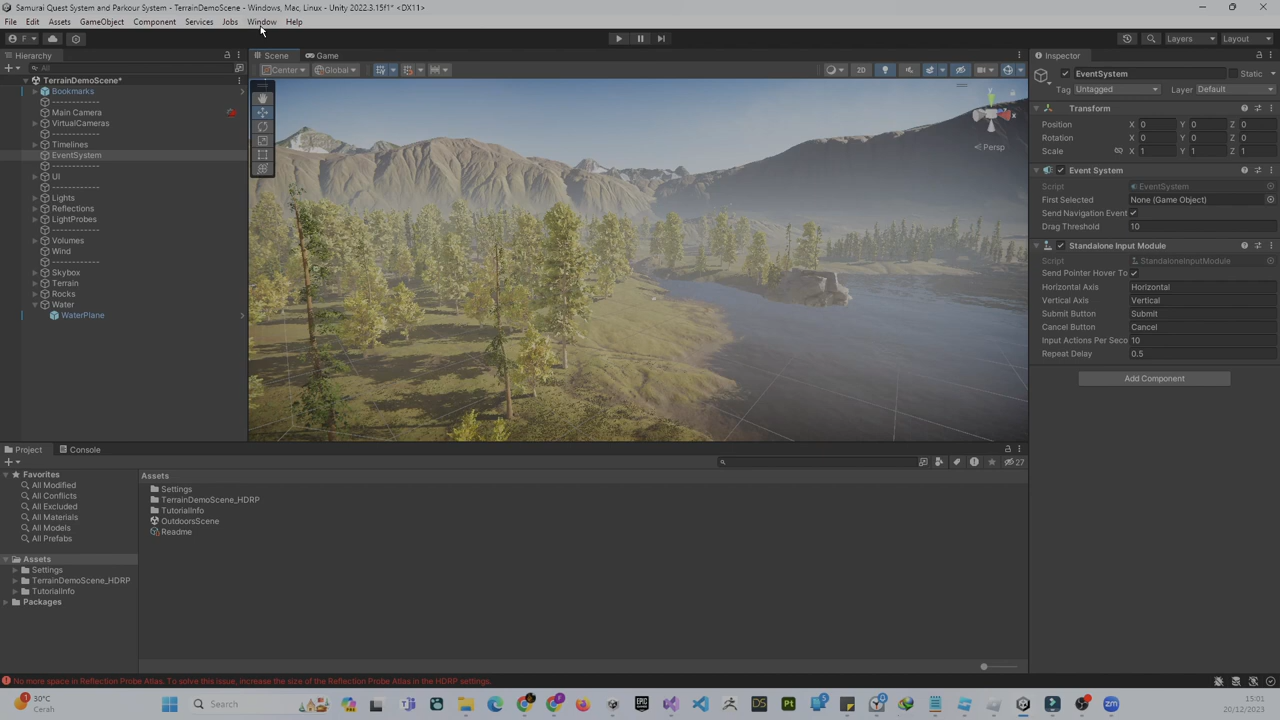 Samurai Quest System and Parkour System - TerrainDemoScene - Windows, Mac, Linux - Unity 2022.3.15f1* <DX11>
File Edit Assets GameObject Component Services Jobs Window Help
F
Layers Layout
Hierarchy
All
TerrainDemoScene*
Bookmarks
------------
Main Camera
VirtualCameras
------------
Timelines
EventSystem
------------
UI
------------
Lights
Reflections
LightProbes
------------
Volumes
Wind
------------
Skybox
Terrain
Rocks
Water
WaterPlane
Scene Game
Center Global
2D
Persp
Inspector
EventSystem Static
Tag Untagged Layer Default
Transform
Position X 0 Y 0 Z 0
Rotation X 0 Y 0 Z 0
Scale X 1 Y 1 Z 1
Event System
Script EventSystem
First Selected None (Game Object)
Send Navigation Event
Drag Threshold 10
Standalone Input Module
Script StandaloneInputModule
Send Pointer Hover To
Horizontal Axis Horizontal
Vertical Axis Vertical
Submit Button Submit
Cancel Button Cancel
Input Actions Per Seco 10
Repeat Delay 0.5
Add Component
Project Console
27
Favorites
All Modified
All Conflicts
All Excluded
All Materials
All Models
All Prefabs
Assets
Settings
TerrainDemoScene_HDRP
TutorialInfo
Packages
Assets
Settings
TerrainDemoScene_HDRP
TutorialInfo
OutdoorsScene
Readme
No more space in Reflection Probe Atlas. To solve this issue, increase the size of the Reflection Probe Atlas in the HDRP settings.
1
30°C
Cerah
Search
DS
Pt
zm
15:01
20/12/2023